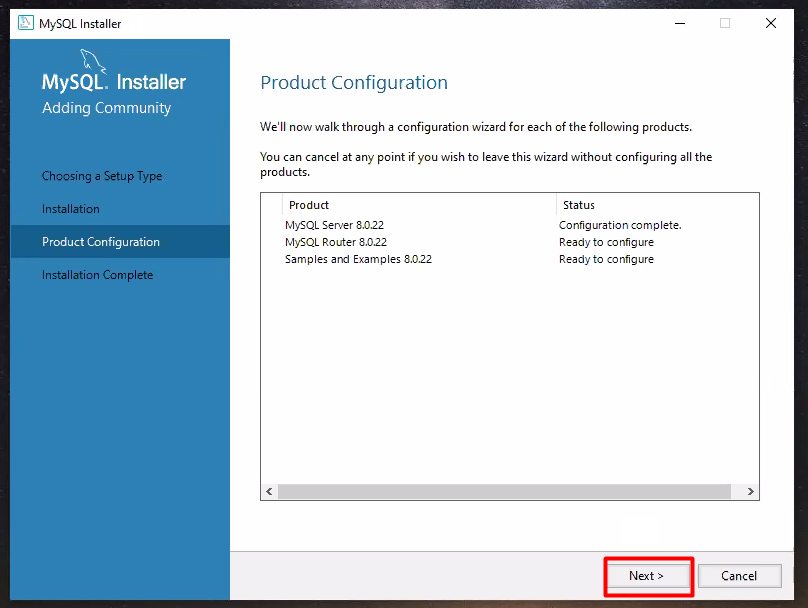 MySQL Installer
MySQL. Installer
Adding Community
Choosing a Setup Type
Installation
Product Configuration
Installation Complete
Product Configuration
We'll now walk through a configuration wizard for each of the following products.
You can cancel at any point if you wish to leave this wizard without configuring all the
products.
Product Status
MySQL Server 8.0.22 Configuration complete.
MySQL Router 8.0.22 Ready to configure
Samples and Examples 8.0.22 Ready to configure
Next > Cancel